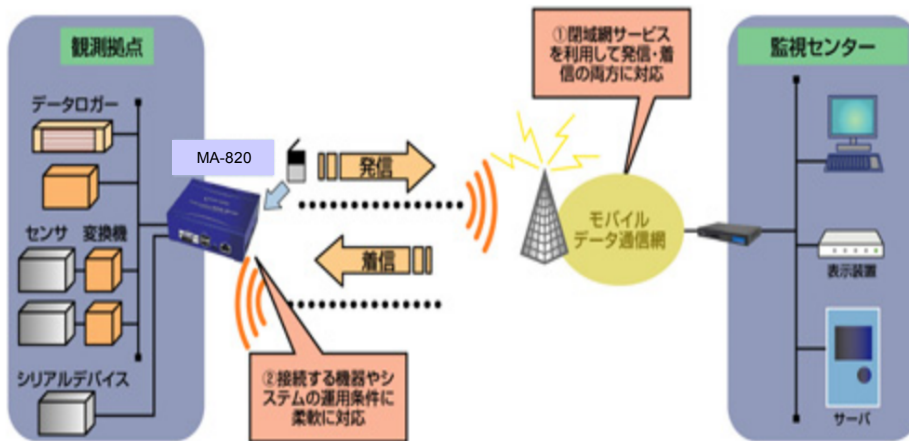 観測拠点
データロガー
MA-820
センサ
変換機
シリアルデバイス
発信
着信
①閉域網サービス
を利用して発信・着
信の両方に対応
②接続する機器やシ
ステムの運用条件に
柔軟に対応
モバイル
データ通信網
監視センター
表示装置
サーバ